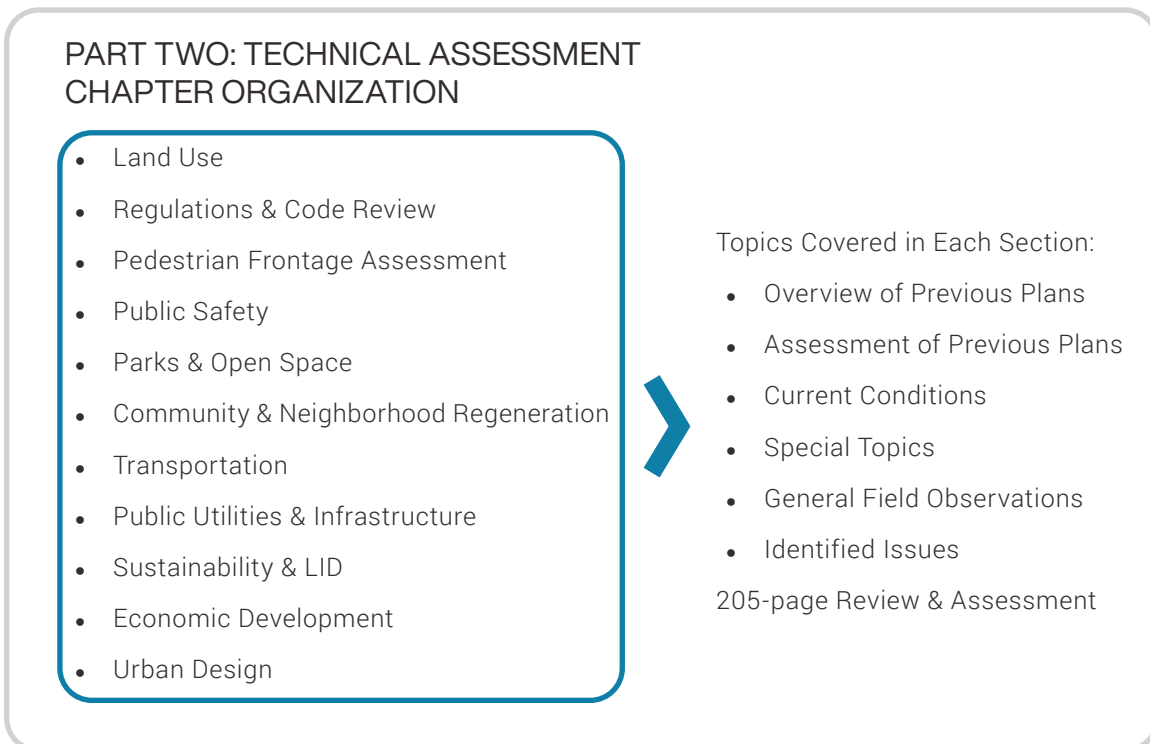 PART TWO: TECHNICAL ASSESSMENT
CHAPTER ORGANIZATION
• Land Use
• Regulations & Code Review
• Pedestrian Frontage Assessment
• Public Safety
• Parks & Open Space
• Community & Neighborhood Regeneration
• Transportation
• Public Utilities & Infrastructure
• Sustainability & LID
• Economic Development
• Urban Design
Topics Covered in Each Section:
• Overview of Previous Plans
• Assessment of Previous Plans
• Current Conditions
• Special Topics
• General Field Observations
• Identified Issues
205-page Review & Assessment